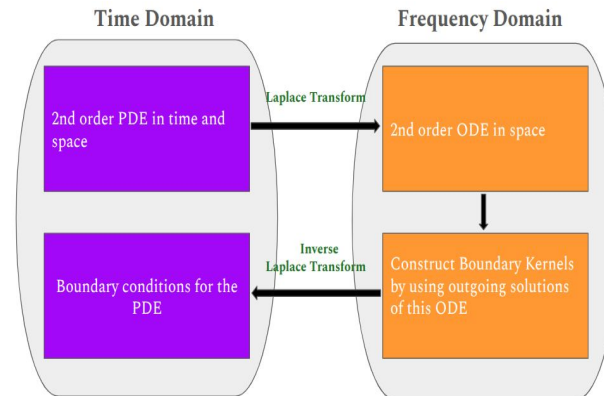 Time Domain
Frequency Domain
Laplace Transform
2nd order PDE in time and
space
2nd order ODE in space
Inverse
Laplace Transform
Boundary conditions for the
PDE
Construct Boundary Kernels
by using outgoing solutions
of this ODE